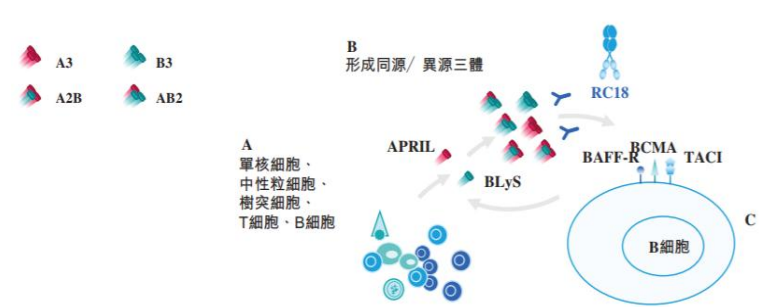 A3
B3
A2B
AB2
B
形成同源/ 異源三體
RC18
A
單核細胞、
中性粒細胞、
樹突細胞、
T細胞、B細胞
APRIL
BLyS
BCMA
BAFF-R
TACI
C
B細胞